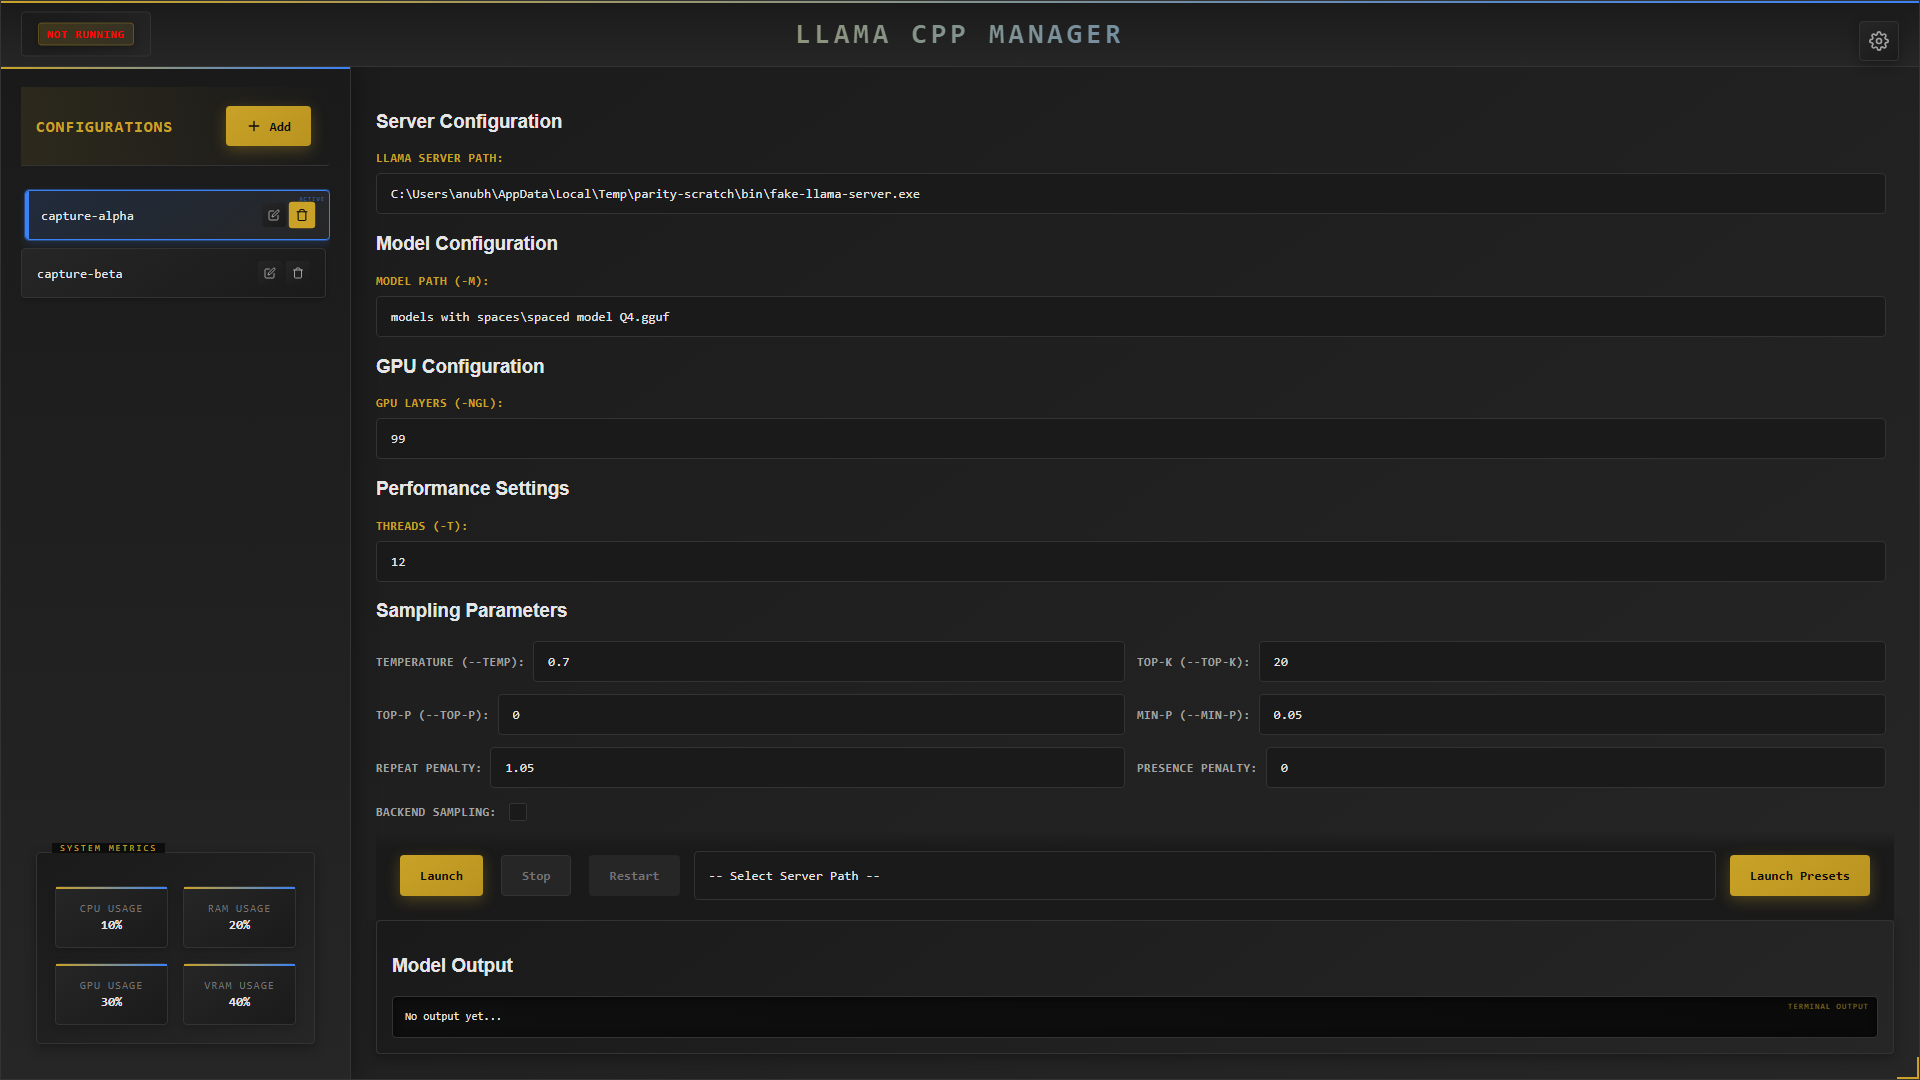 NOT RUNNING
LLAMA CPP MANAGER
CONFIGURATIONS
Add
ACTIVE
capture-alpha
capture-beta
SYSTEM METRICS
CPU USAGE
10%
RAM USAGE
20%
GPU USAGE
30%
VRAM USAGE
40%
Server Configuration
LLAMA SERVER PATH:
C:\Users\anubh\AppData\Local\Temp\parity-scratch\bin\fake-llama-server.exe
Model Configuration
MODEL PATH (-M):
models with spaces\spaced model Q4.gguf
GPU Configuration
GPU LAYERS (-NGL):
99
Performance Settings
THREADS (-T):
12
Sampling Parameters
TEMPERATURE (--TEMP): 0.7
TOP-K (--TOP-K): 20
TOP-P (--TOP-P): 0
MIN-P (--MIN-P): 0.05
REPEAT PENALTY: 1.05
PRESENCE PENALTY: 0
BACKEND SAMPLING:
Launch
Stop
Restart
-- Select Server Path --
Launch Presets
Model Output
TERMINAL OUTPUT
No output yet...